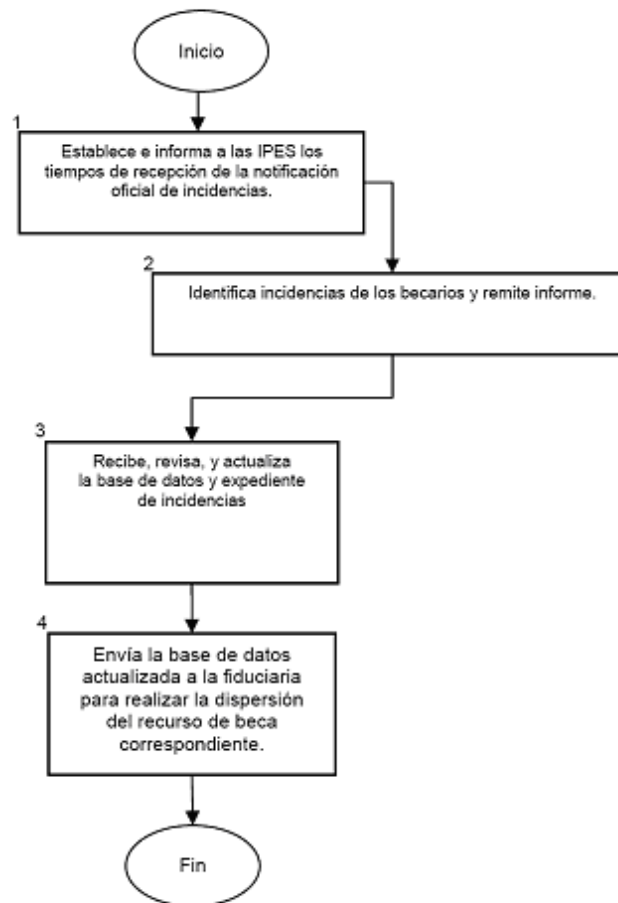 Inicio
1
Establece e informa a las IPES los
tiempos de recepción de la notificación
oficial de incidencias.
2
Identifica incidencias de los becarios y remite informe.
3
Recibe, revisa, y actualiza
la base de datos y expediente
de incidencias
4
Envía la base de datos
actualizada a la fiduciaria
para realizar la dispersión
del recurso de beca
correspondiente.
Fin